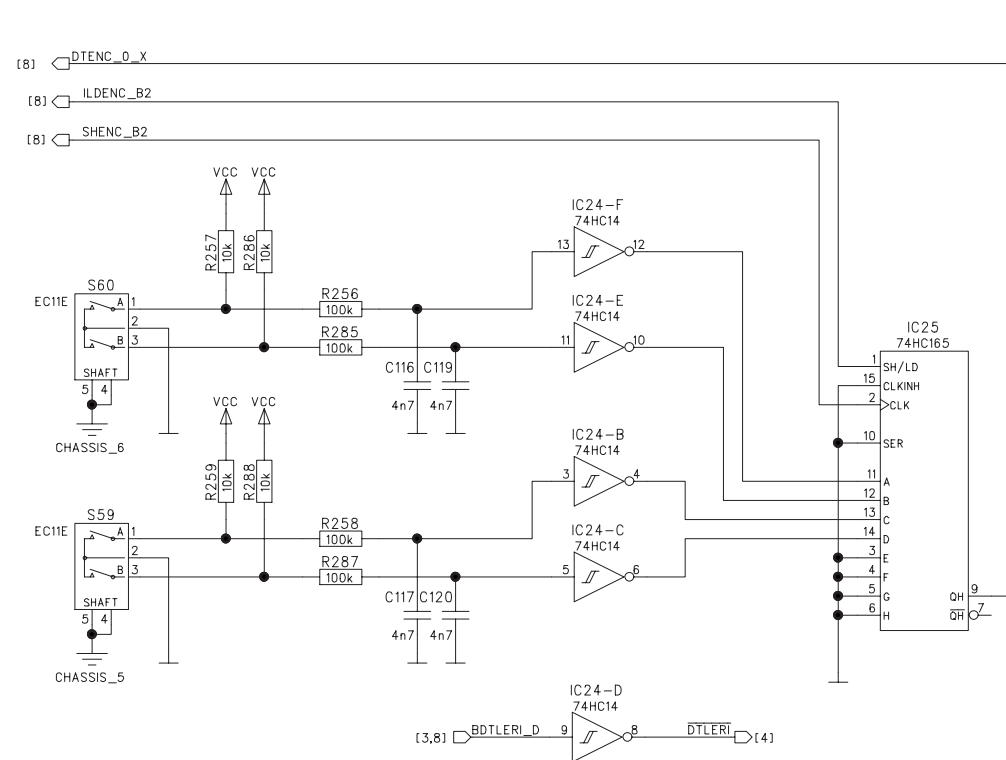 [8] DTENC_0_X
[8] ILDENC_B2
[8] SHENC_B2
VCC VCC
R257 10k R286 10k
IC24-F
74HC14
13 12
S60
EC11E
A 1
2
B 3
SHAFT
5 4
CHASSIS_6
R256
100k
R285
100k
C116 C119
4n7 4n7
IC24-E
74HC14
11 10
IC25
74HC165
1 SH/LD
15 CLKINH
2 CLK
10 SER
11 A
12 B
13 C
14 D
3 E
4 F
5 G
6 H
QH 9
QH 7
VCC VCC
R259 10k R288 10k
IC24-B
74HC14
3 4
S59
EC11E
A 1
2
B 3
SHAFT
5 4
CHASSIS_5
R258
100k
R287
100k
C117 C120
4n7 4n7
IC24-C
74HC14
5 6
IC24-D
74HC14
[3,8] BDTLERI_D 9 8 DTLERI [4]